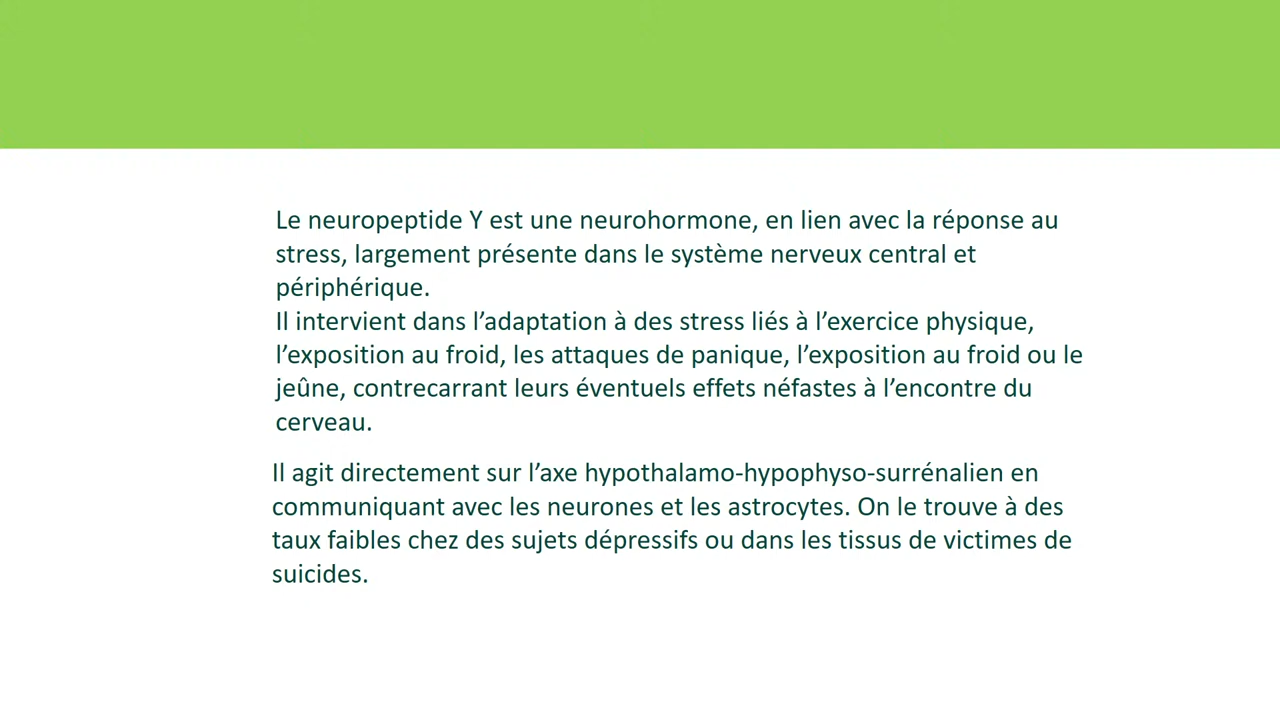 Le neuropeptide Y est une neurohormone, en lien avec la réponse au
stress, largement présente dans le système nerveux central et
périphérique.
Il intervient dans l’adaptation à des stress liés à l’exercice physique,
l’exposition au froid, les attaques de panique, l’exposition au froid ou le
jeûne, contrecarrant leurs éventuels effets néfastes à l’encontre du
cerveau.
Il agit directement sur l’axe hypothalamo-hypophyso-surrénalien en
communiquant avec les neurones et les astrocytes. On le trouve à des
taux faibles chez des sujets dépressifs ou dans les tissus de victimes de
suicides.